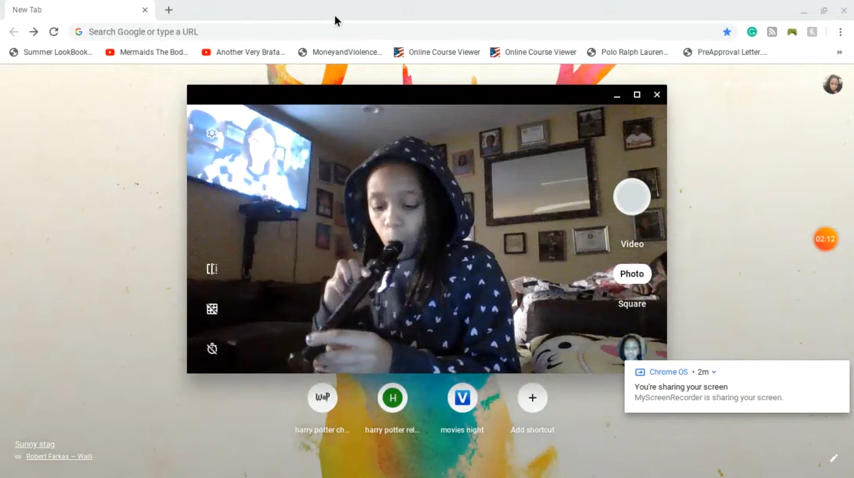 New Tab
Search Google or type a URL
Summer LookBook... Mermaids The Bod... Another Very Brata... MoneyandViolence... Online Course Viewer Online Course Viewer Polo Ralph Lauren... PreApproval Letter....
Video
Photo
Square
02:12
Chrome OS • 2m
You're sharing your screen
MyScreenRecorder is sharing your screen.
WoP H V
harry potter ch... harry potter rel... movies night Add shortcut
Sunny stag
Robert Farkas — Walli